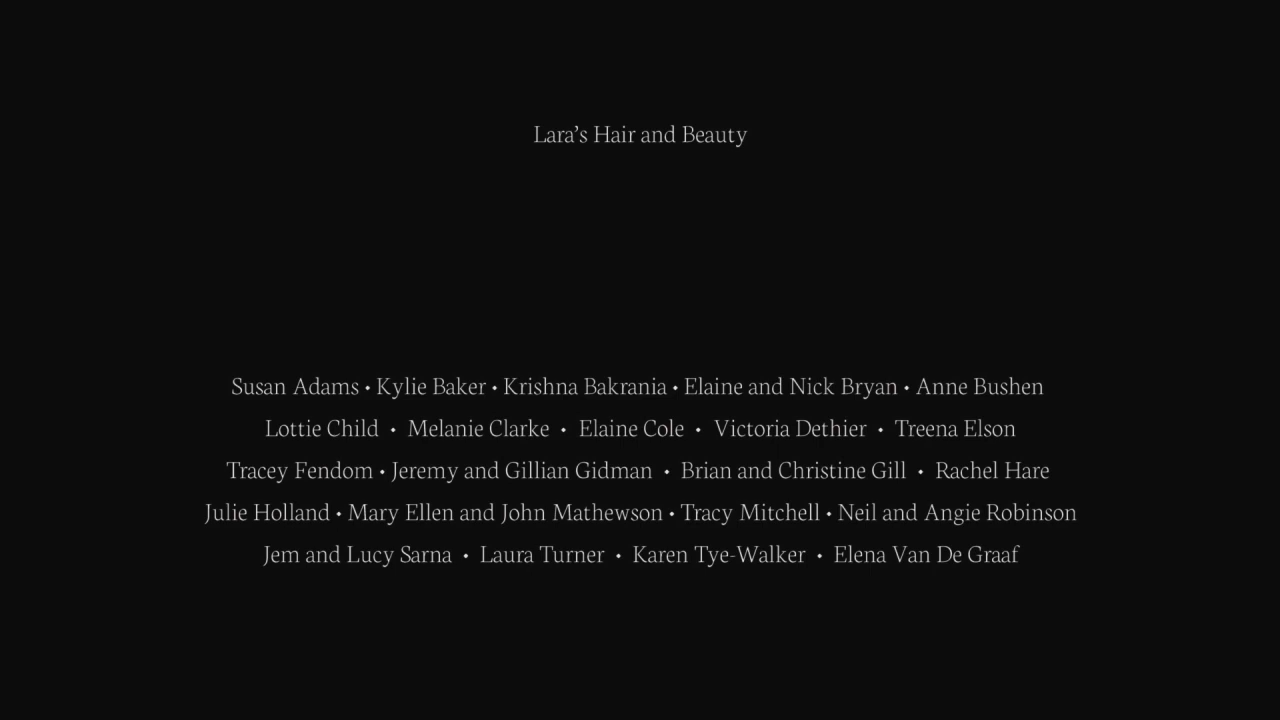 Lara’s Hair and Beauty
Susan Adams • Kylie Baker • Krishna Bakrania • Elaine and Nick Bryan • Anne Bushen
Lottie Child • Melanie Clarke • Elaine Cole • Victoria Dethier • Treena Elson
Tracey Fendom • Jeremy and Gillian Gidman • Brian and Christine Gill • Rachel Hare
Julie Holland • Mary Ellen and John Mathewson • Tracy Mitchell • Neil and Angie Robinson
Jem and Lucy Sarna • Laura Turner • Karen Tye-Walker • Elena Van De Graaf